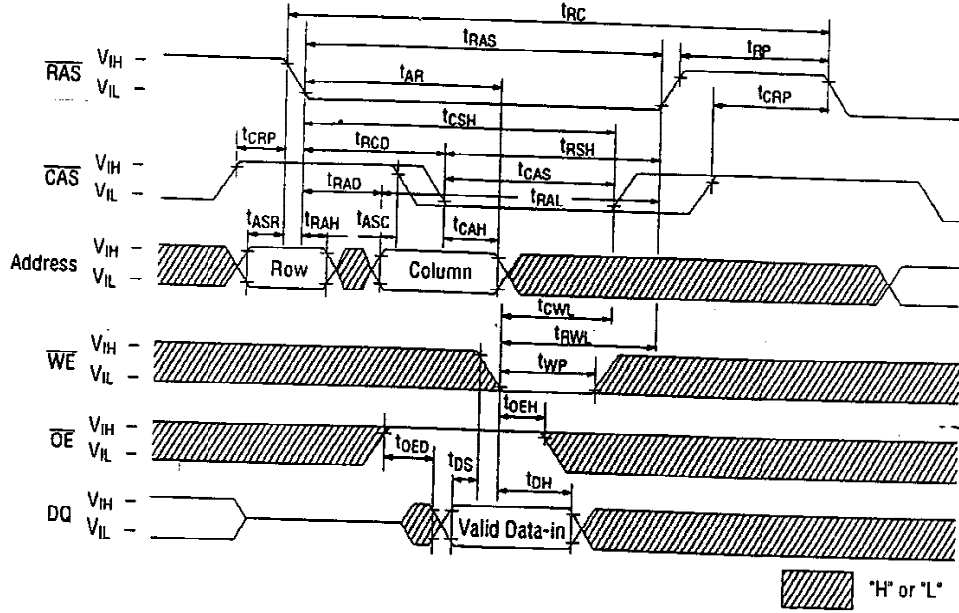 tRC
tRAS
tRP
RAS
VIH
VIL
tAR
tCRP
tCSH
tCRP
tRCD
tRSH
CAS
VIH
VIL
tCAS
tRAD
tRAL
tASR
tRAH
tASC
tCAH
Address
VIH
VIL
Row
Column
tCWL
tRWL
WE
VIH
VIL
tWP
tOEH
OE
VIH
VIL
tOED
tDS
tDH
DQ
VIH
VIL
Valid Data-in
"H" or "L"